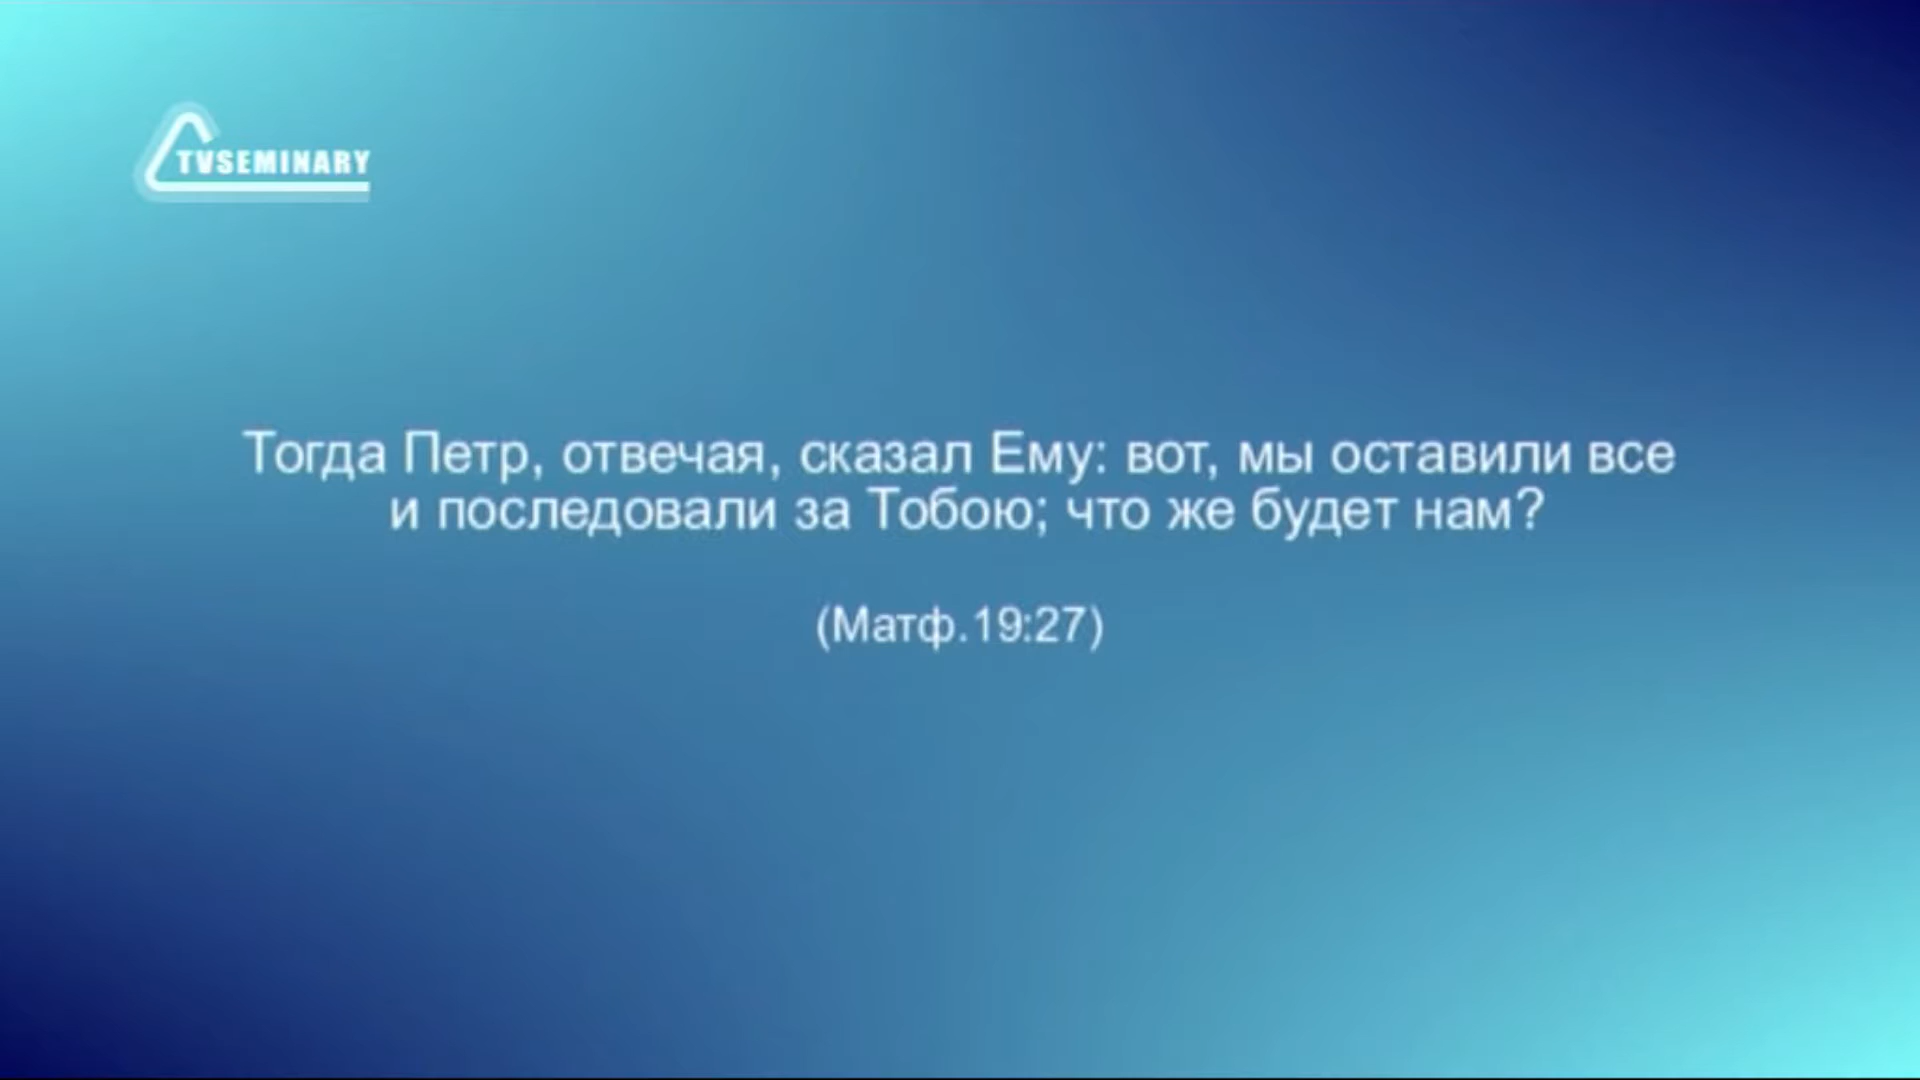 TVSEMINARY
Тогда Петр, отвечая, сказал Ему: вот, мы оставили все
и последовали за Тобою; что же будет нам?
(Матф.19:27)